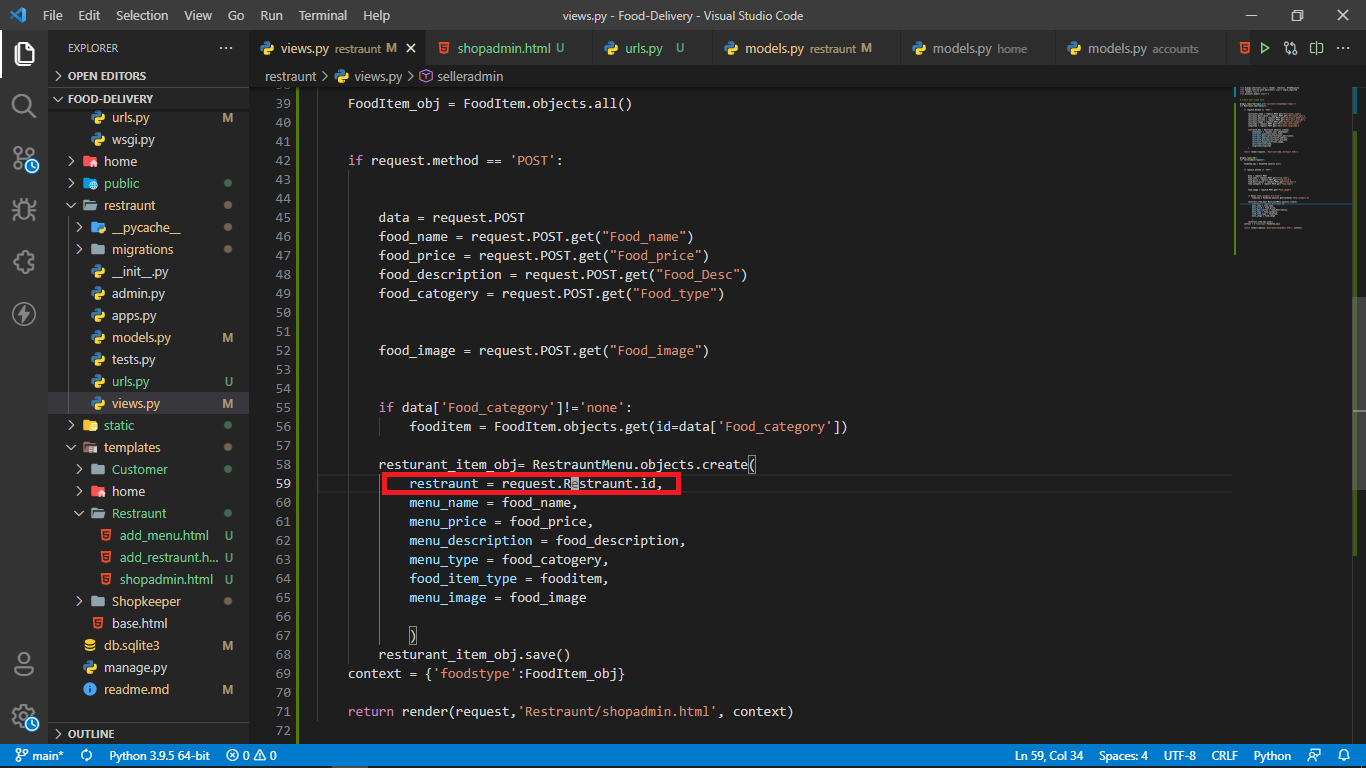 File Edit Selection View Go Run Terminal Help
views.py - Food-Delivery - Visual Studio Code
EXPLORER
OPEN EDITORS
FOOD-DELIVERY
urls.py M
wsgi.py
home
public
restraunt
__pycache__
migrations
__init__.py
admin.py
apps.py
models.py M
tests.py
urls.py U
views.py M
static
templates
Customer
home
Restraunt
add_menu.html U
add_restraunt.h... U
shopadmin.html U
Shopkeeper
base.html
db.sqlite3 M
manage.py
readme.md M
OUTLINE
views.py restraunt M
shopadmin.html U
urls.py U
models.py restraunt M
models.py home
models.py accounts
restraunt > views.py > selleradmin
39 FoodItem_obj = FoodItem.objects.all()
40
41
42 if request.method == 'POST':
43
44
45 data = request.POST
46 food_name = request.POST.get("Food_name")
47 food_price = request.POST.get("Food_price")
48 food_description = request.POST.get("Food_Desc")
49 food_catogery = request.POST.get("Food_type")
50
51
52 food_image = request.POST.get("Food_image")
53
54
55 if data['Food_category']!='none':
56 fooditem = FoodItem.objects.get(id=data['Food_category'])
57
58 resturant_item_obj= RestrauntMenu.objects.create(
59 restraunt = request.Restraunt.id,
60 menu_name = food_name,
61 menu_price = food_price,
62 menu_description = food_description,
63 menu_type = food_catogery,
64 food_item_type = fooditem,
65 menu_image = food_image
66
67 )
68 resturant_item_obj.save()
69 context = {'foodstype':FoodItem_obj}
70
71 return render(request,'Restraunt/shopadmin.html', context)
72
main* Python 3.9.5 64-bit 0 0 Ln 59, Col 34 Spaces: 4 UTF-8 CRLF Python